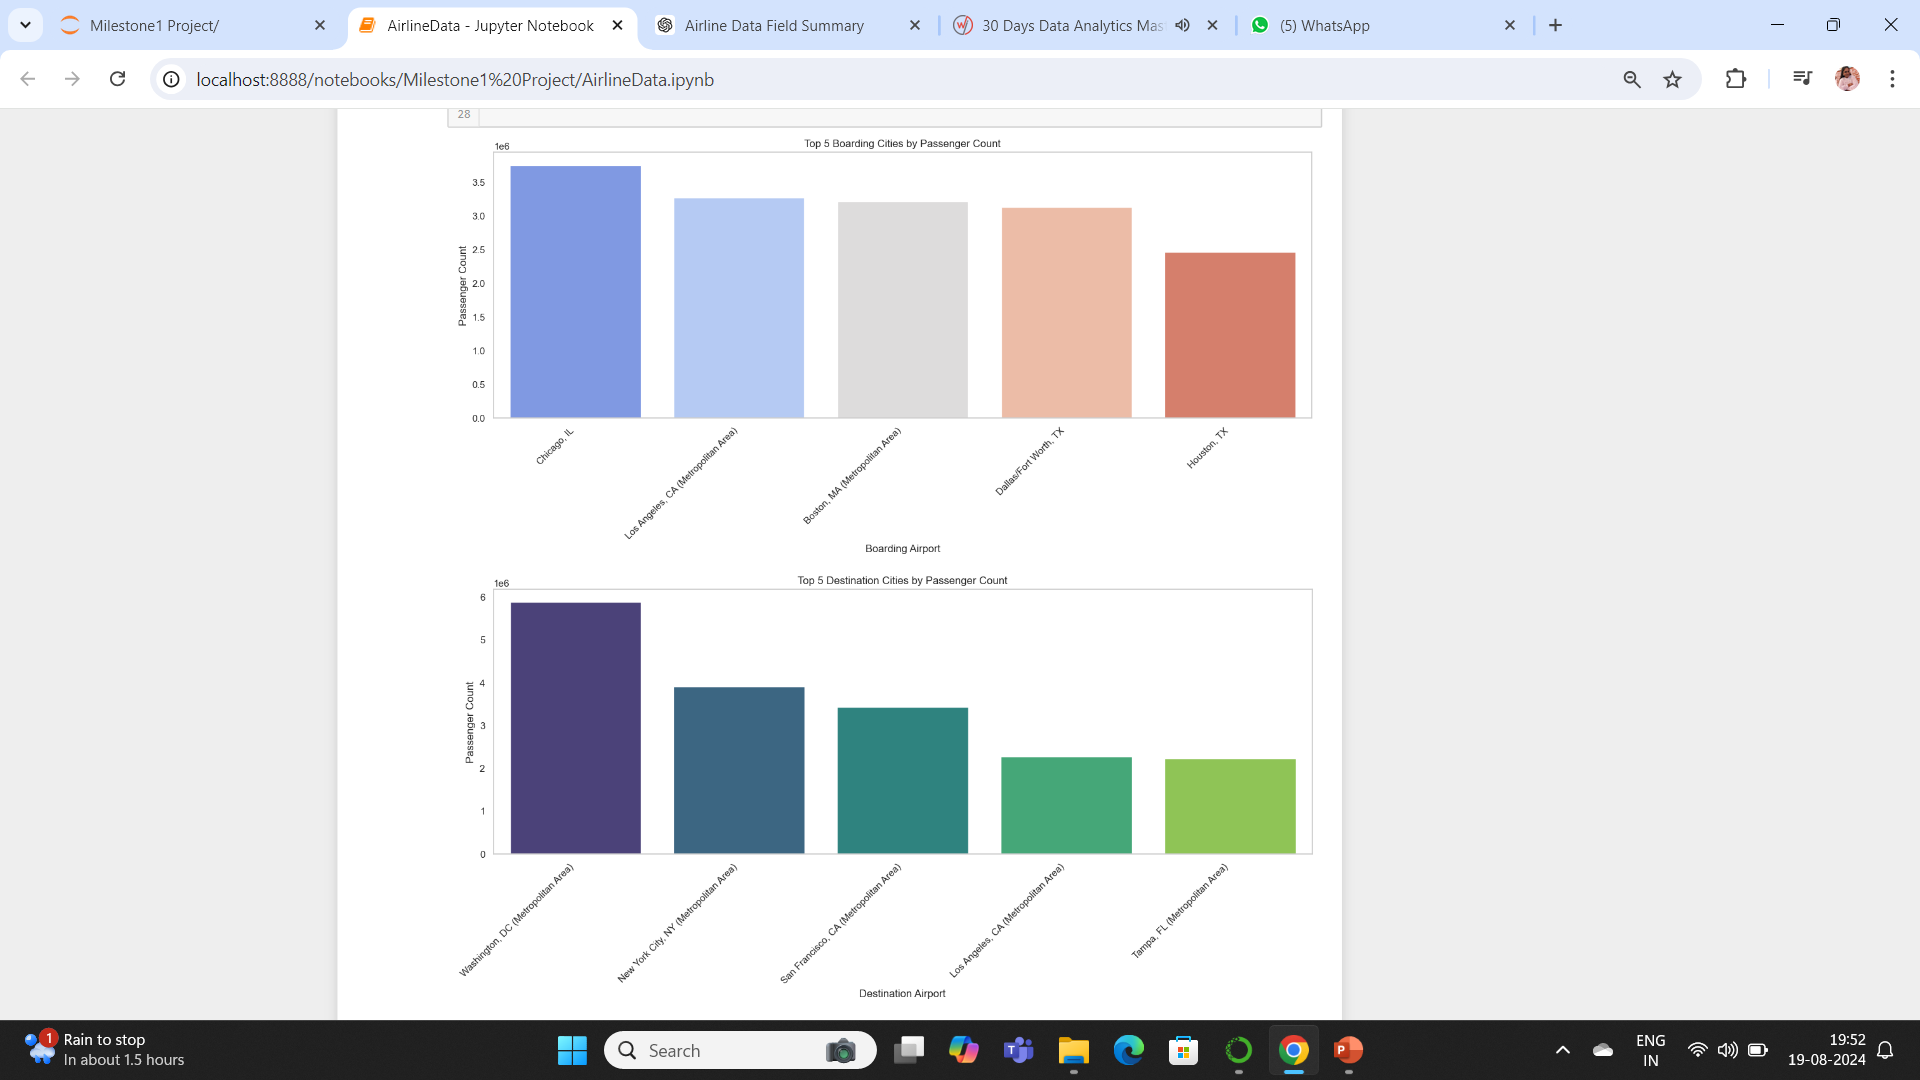 Milestone1 Project/
AirlineData - Jupyter Notebook
Airline Data Field Summary
30 Days Data Analytics Mas
(5) WhatsApp
localhost:8888/notebooks/Milestone1%20Project/AirlineData.ipynb
28
Top 5 Boarding Cities by Passenger Count
1e6
3.5
3.0
2.5
2.0
1.5
1.0
0.5
0.0
Passenger Count
Chicago, IL
Los Angeles, CA (Metropolitan Area)
Boston, MA (Metropolitan Area)
Dallas/Fort Worth, TX
Houston, TX
Boarding Airport
Top 5 Destination Cities by Passenger Count
1e6
6
5
4
3
2
1
0
Passenger Count
Washington, DC (Metropolitan Area)
New York City, NY (Metropolitan Area)
San Francisco, CA (Metropolitan Area)
Los Angeles, CA (Metropolitan Area)
Tampa, FL (Metropolitan Area)
Destination Airport
1
Rain to stop
In about 1.5 hours
Search
ENG
IN
19:52
19-08-2024